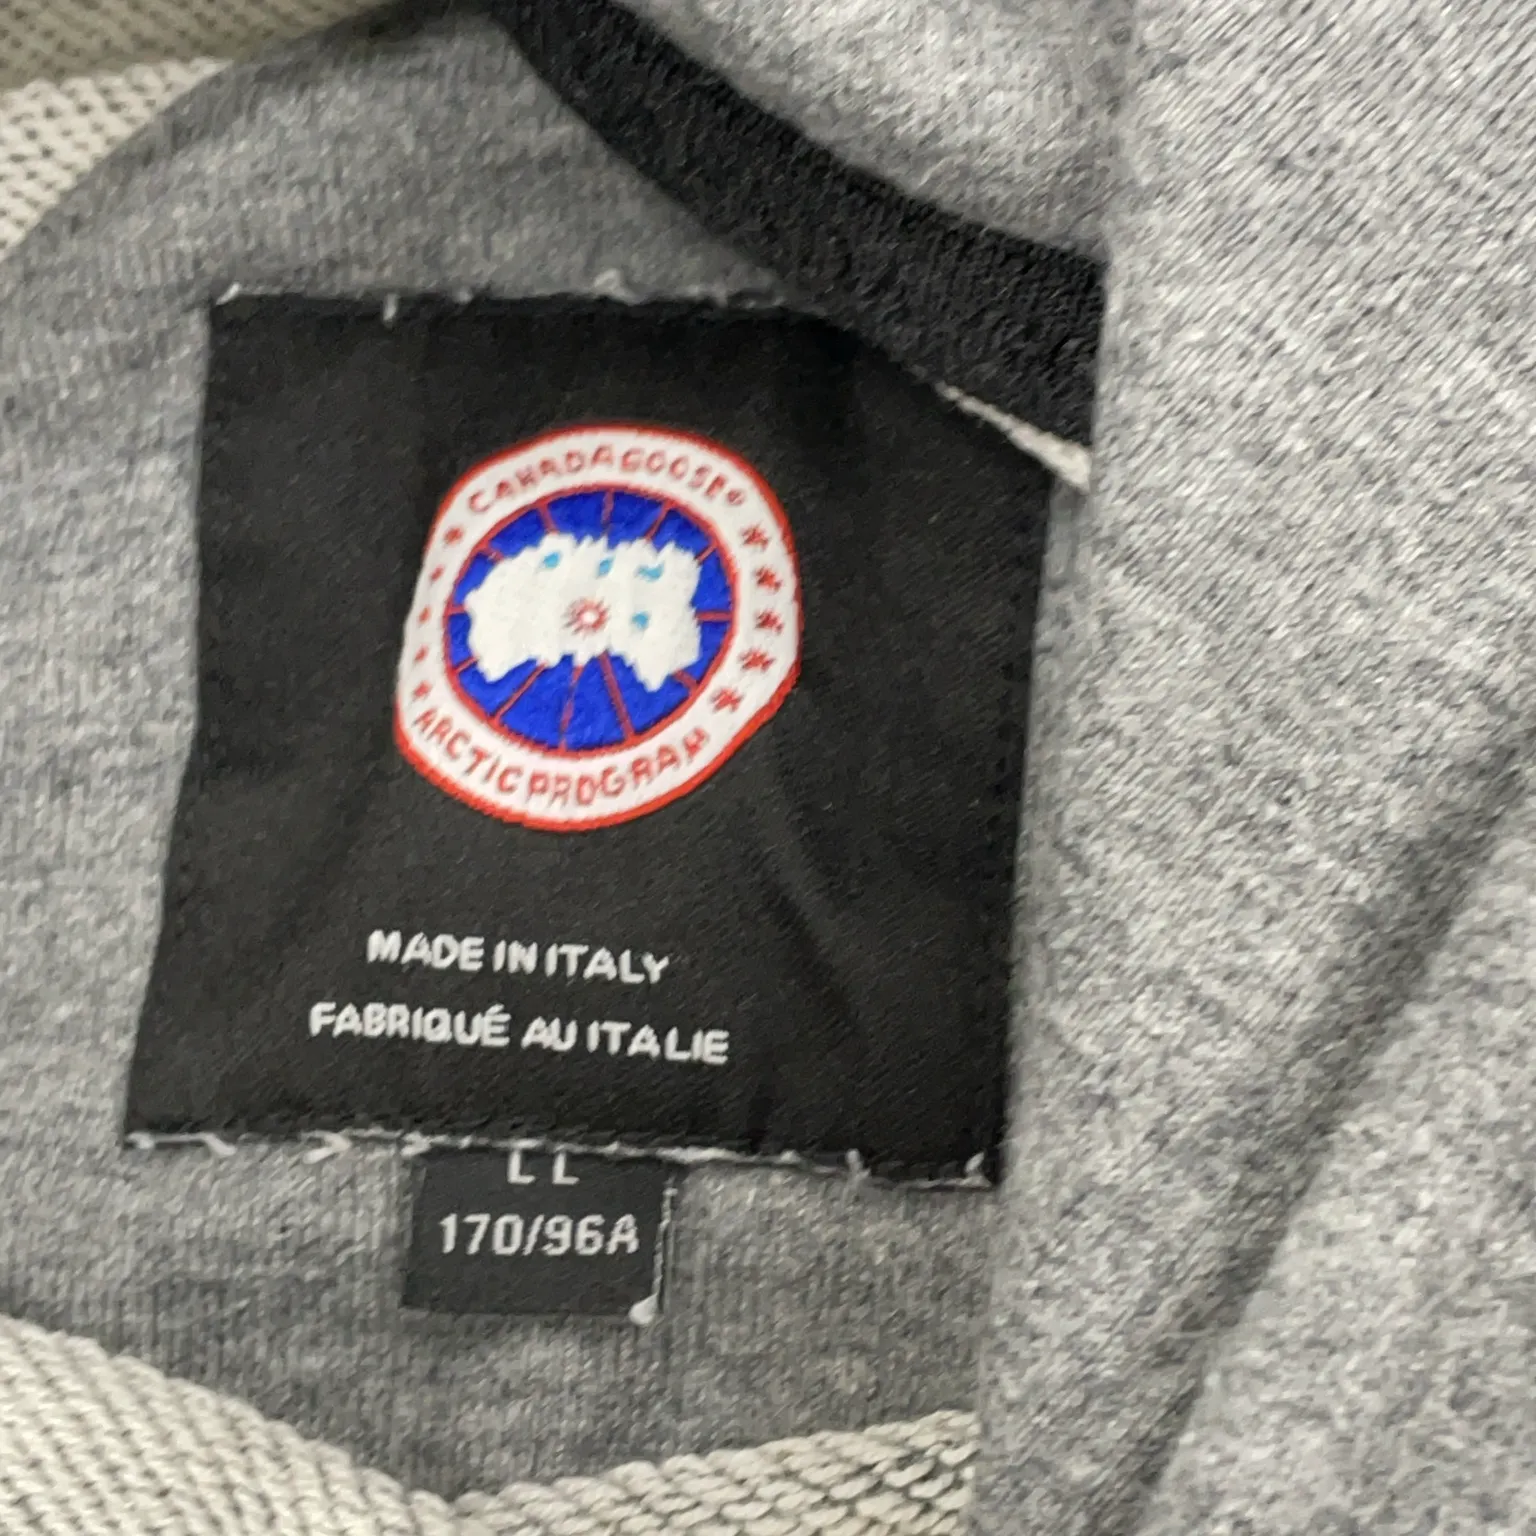 CANADA GOOSE®
ARCTIC PROGRAM
MADE IN ITALY
FABRIQUÉ AU ITALIE
L L
170/96A